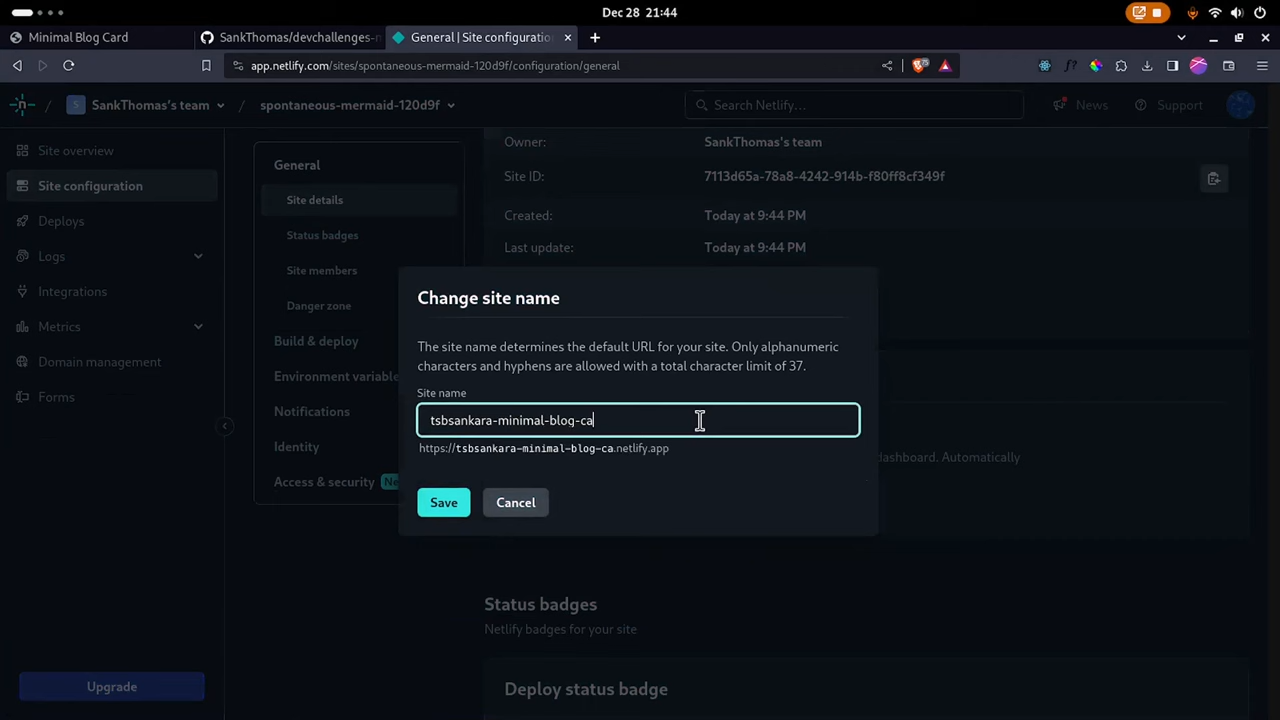 Dec 28 21:44
Minimal Blog Card
SankThomas/devchallenges-n
General | Site configuratio
app.netlify.com/sites/spontaneous-mermaid-120d9f/configuration/general
/ S SankThomas's team / spontaneous-mermaid-120d9f
Search Netlify...
News
Support
Site overview
Site configuration
Deploys
Logs
Integrations
Metrics
Domain management
Forms
Upgrade
General
Site details
Status badges
Site members
Danger zone
Build & deploy
Environment variable
Notifications
Identity
Access & security Ne
Owner: SankThomas's team
Site ID: 7113d65a-78a8-4242-914b-f80ff8cf349f
Created: Today at 9:44 PM
Last update: Today at 9:44 PM
Change site name
The site name determines the default URL for your site. Only alphanumeric
characters and hyphens are allowed with a total character limit of 37.
Site name
tsbsankara-minimal-blog-ca
https://tsbsankara-minimal-blog-ca.netlify.app
Save
Cancel
dashboard. Automatically
Status badges
Netlify badges for your site
Deploy status badge